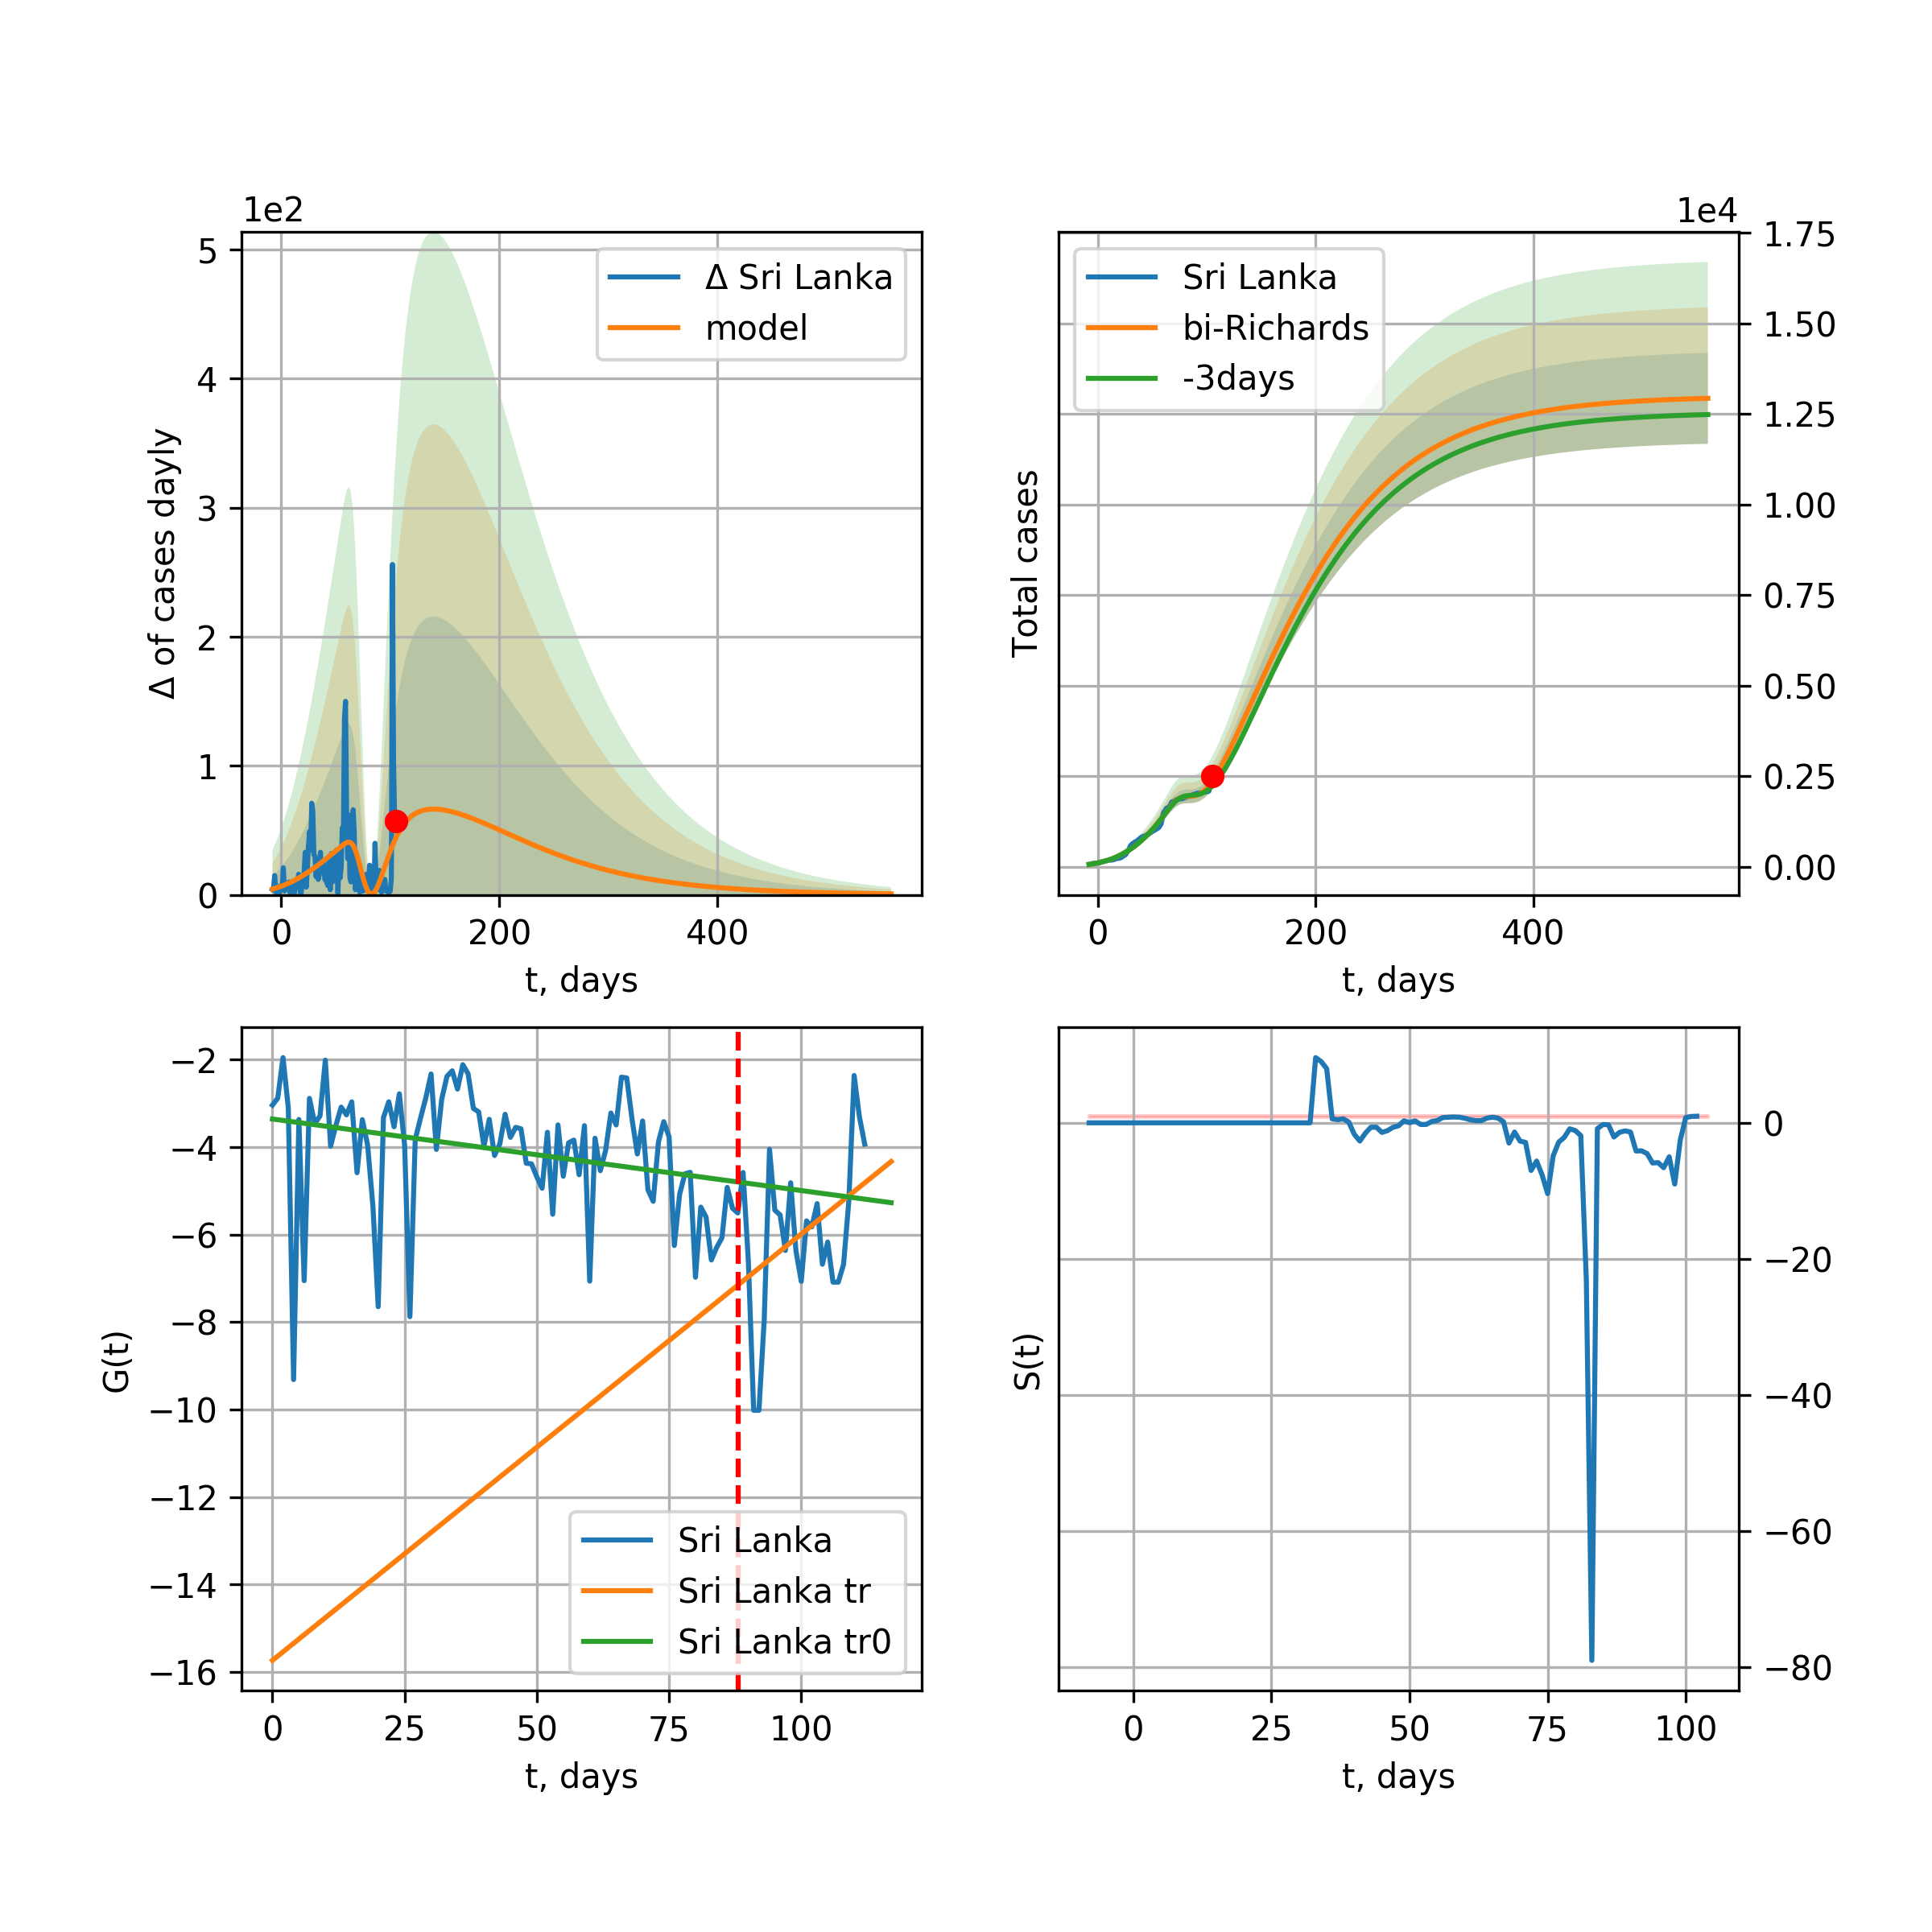 1e2
5
4
3
2
1
0
0 200 400
Δ of cases dayly
t, days
Δ Sri Lanka
model
1e4
1.75
1.50
1.25
1.00
0.75
0.50
0.25
0.00
0 200 400
Total cases
t, days
Sri Lanka
bi-Richards
-3days
−2
−4
−6
−8
−10
−12
−14
−16
0 25 50 75 100
G(t)
t, days
Sri Lanka
Sri Lanka tr
Sri Lanka tr0
0
−20
−40
−60
−80
0 25 50 75 100
S(t)
t, days